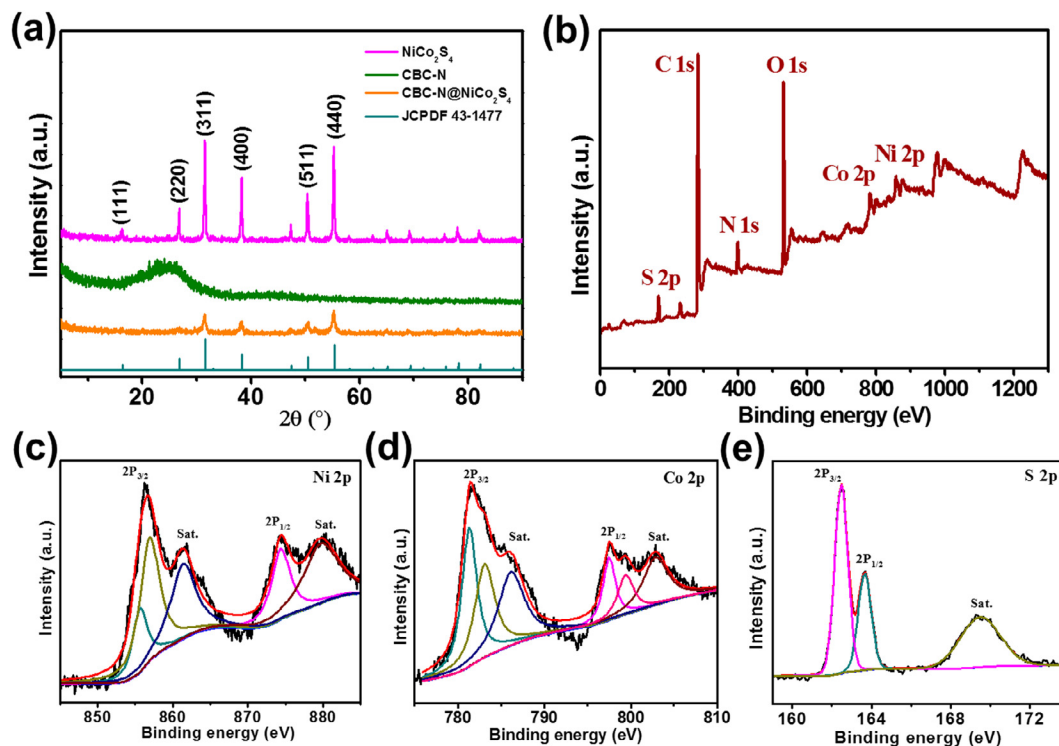 (a)
NiCo₂S₄
CBC-N
CBC-N@NiCo₂S₄
JCPDF 43-1477
(111)
(220)
(311)
(400)
(511)
(440)
Intensity (a.u.)
20 40 60 80
2θ (°)
(b)
C 1s
O 1s
Ni 2p
Co 2p
N 1s
S 2p
Intensity (a.u.)
0 200 400 600 800 1000 1200
Binding energy (eV)
(c)
Ni 2p
2P₃/₂
Sat.
2P₁/₂
Sat.
Intensity (a.u.)
850 860 870 880
Binding energy (eV)
(d)
Co 2p
2P₃/₂
Sat.
2P₁/₂
Sat.
Intensity (a.u.)
780 790 800 810
Binding energy (eV)
(e)
S 2p
2P₃/₂
2P₁/₂
Sat.
Intensity (a.u.)
160 164 168 172
Binding energy (eV)